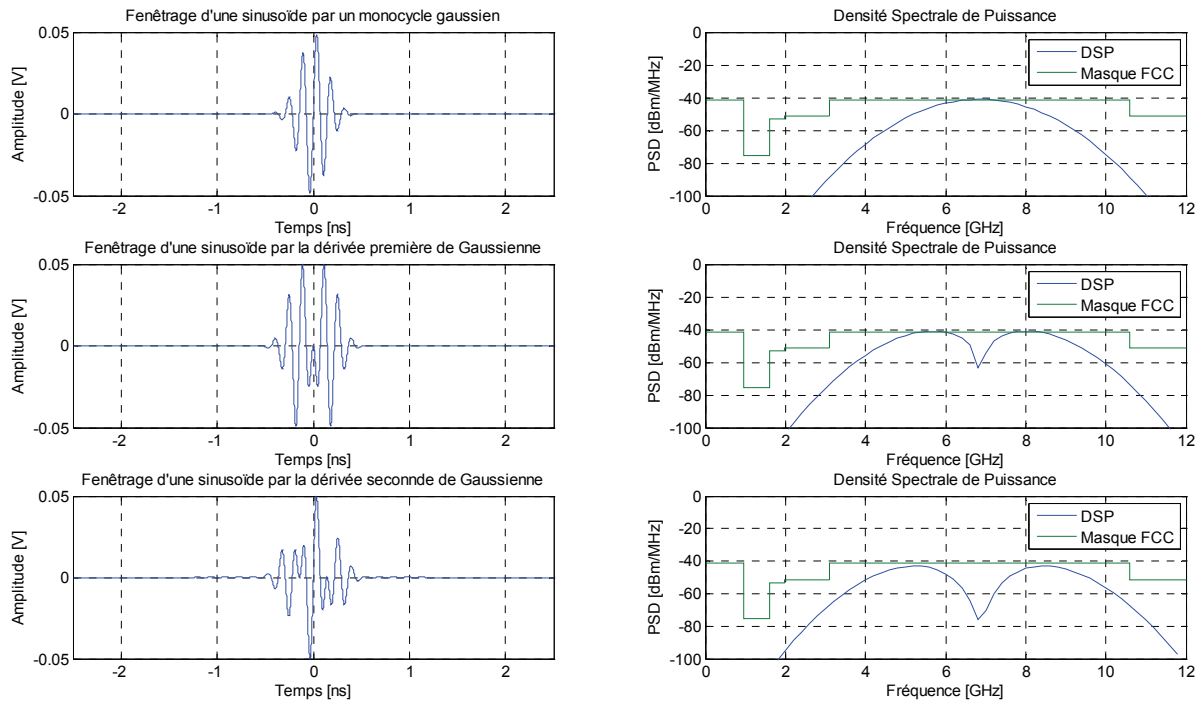 Fenêtrage d'une sinusoïde par un monocycle gaussien
Amplitude [V]
0.05
0
-0.05
-2 -1 0 1 2
Temps [ns]
Densité Spectrale de Puissance
PSD [dBm/MHz]
0
-20
-40
-60
-80
-100
DSP
Masque FCC
0 2 4 6 8 10 12
Fréquence [GHz]
Fenêtrage d'une sinusoïde par la dérivée première de Gaussienne
Amplitude [V]
0.05
0
-0.05
-2 -1 0 1 2
Temps [ns]
Densité Spectrale de Puissance
PSD [dBm/MHz]
0
-20
-40
-60
-80
-100
DSP
Masque FCC
0 2 4 6 8 10 12
Fréquence [GHz]
Fenêtrage d'une sinusoïde par la dérivée seconnde de Gaussienne
Amplitude [V]
0.05
0
-0.05
-2 -1 0 1 2
Temps [ns]
Densité Spectrale de Puissance
PSD [dBm/MHz]
0
-20
-40
-60
-80
-100
DSP
Masque FCC
0 2 4 6 8 10 12
Fréquence [GHz]